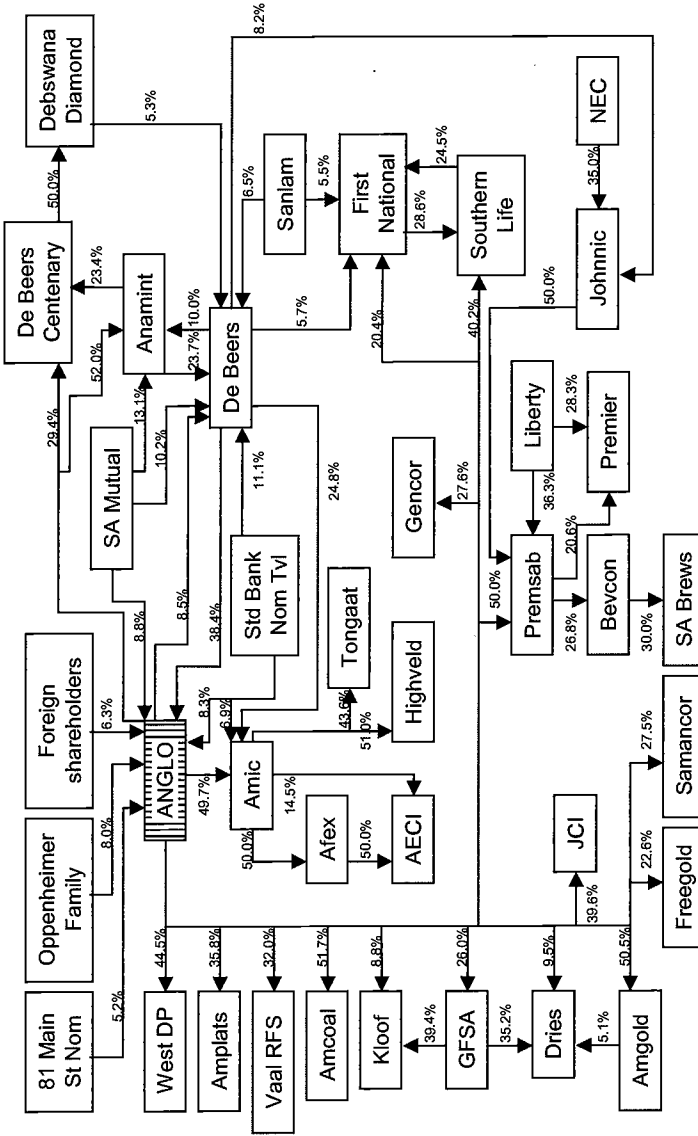 81 Main
St Nom
Oppenheimer
Family
Foreign
shareholders
De Beers
Centenary
Debswana
Diamond
50.0%
5.2%
8.0%
6.3%
29.4%
SA Mutual
52.0%
23.4%
Anamint
5.3%
8.8%
13.1%
10.2%
10.0%
23.7%
44.5%
ANGLO
8.5%
38.4%
De Beers
6.5%
8.2%
West DP
35.8%
Amplats
49.7%
8.3%
6.9%
Std Bank
Nom Tvl
11.1%
Sanlam
5.5%
32.0%
Vaal RFS
50.0%
Amic
14.5%
43.6%
51.0%
24.8%
5.7%
First
National
51.7%
Amcoal
Afex
50.0%
Tongaat
28.6%
24.5%
8.8%
Kloof
AECI
Highveld
Gencor
20.4%
Southern
Life
39.4%
26.0%
GFSA
27.6%
40.2%
35.2%
9.5%
50.0%
50.0%
Dries
39.6%
JCI
Premsab
36.3%
Liberty
Johnnic
35.0%
NEC
5.1%
50.5%
26.8%
20.6%
28.3%
Amgold
22.6%
27.5%
Bevcon
Premier
30.0%
Freegold
Samancor
SA Brews